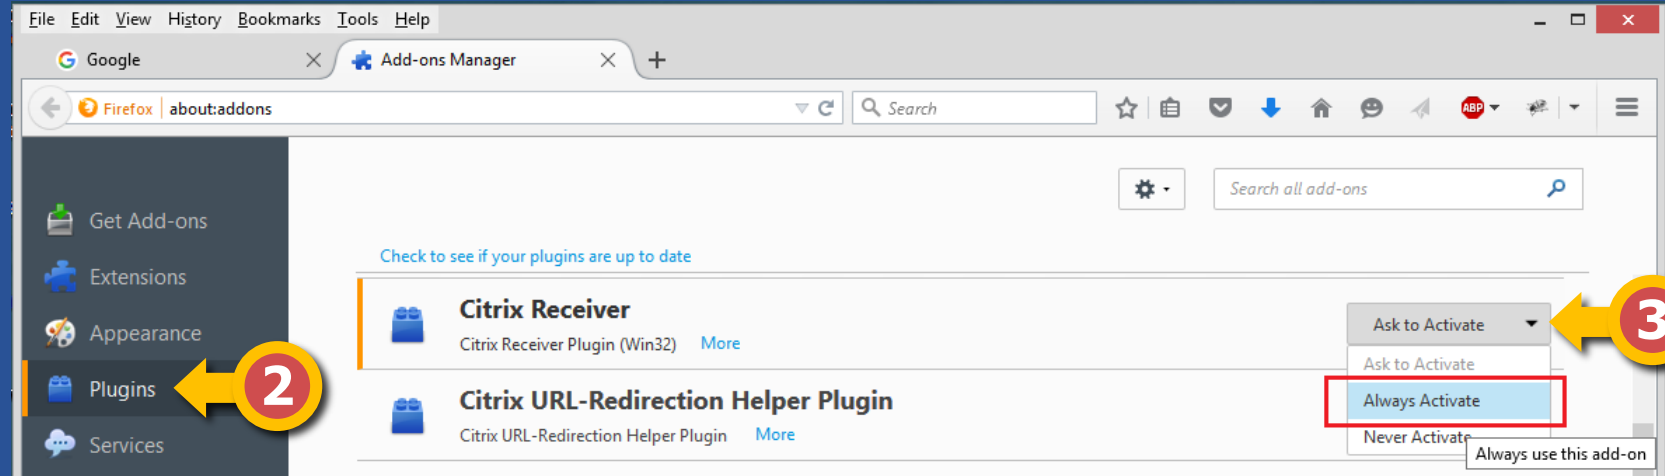 File Edit View History Bookmarks Tools Help
Google
Add-ons Manager
Firefox about:addons
Search
ABP
Get Add-ons
Search all add-ons
Check to see if your plugins are up to date
Extensions
Citrix Receiver
Ask to Activate
3
Appearance
Citrix Receiver Plugin (Win32) More
Ask to Activate
Plugins
2
Citrix URL-Redirection Helper Plugin
Always Activate
Services
Citrix URL-Redirection Helper Plugin More
Never Activate
Always use this add-on